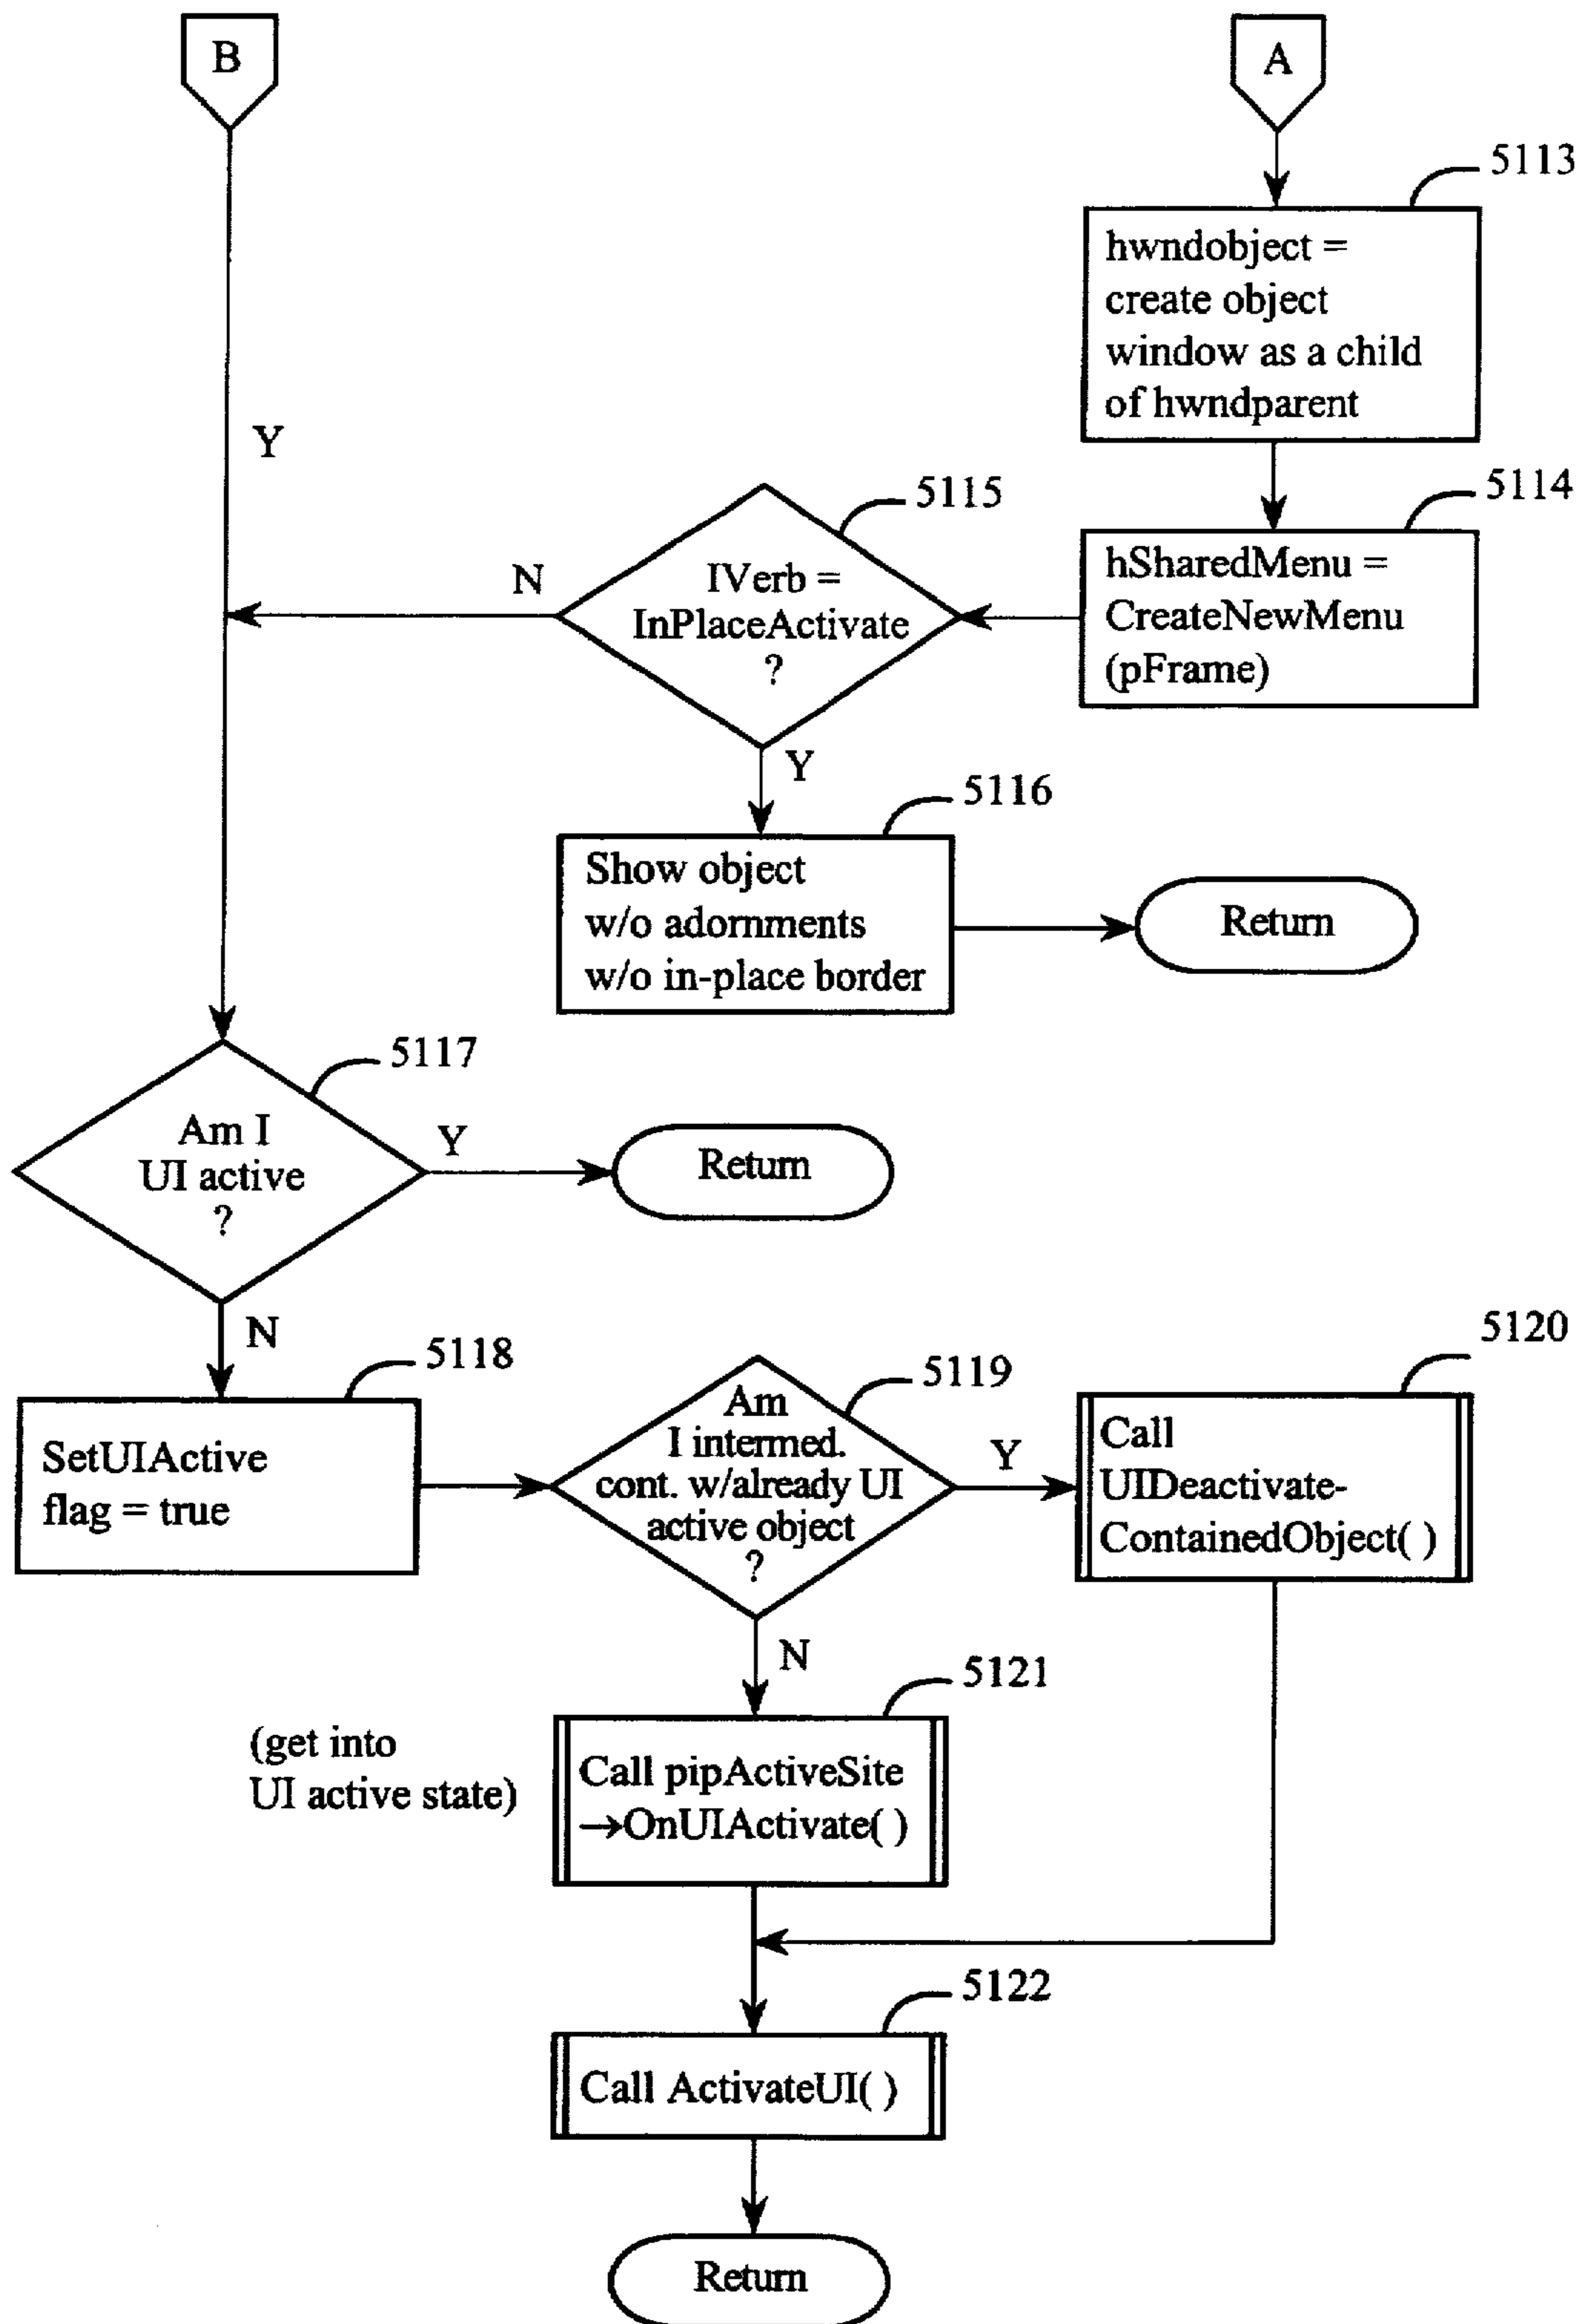 B
A
5113
hwndobject =
create object
window as a child
of hwndparent
Y
5114
hSharedMenu =
CreateNewMenu
(pFrame)
5115
N
IVerb =
InPlaceActivate
?
Y
5116
Show object
w/o adornments
w/o in-place border
Return
5117
Am I
UI active
?
Y
Return
N
5118
SetUIActive
flag = true
5119
Am
I intermed.
cont. w/already UI
active object
?
Y
5120
Call
UIDeactivate-
ContainedObject( )
N
5121
(get into
UI active state)
Call pipActiveSite
→OnUIActivate( )
5122
Call ActivateUI( )
Return